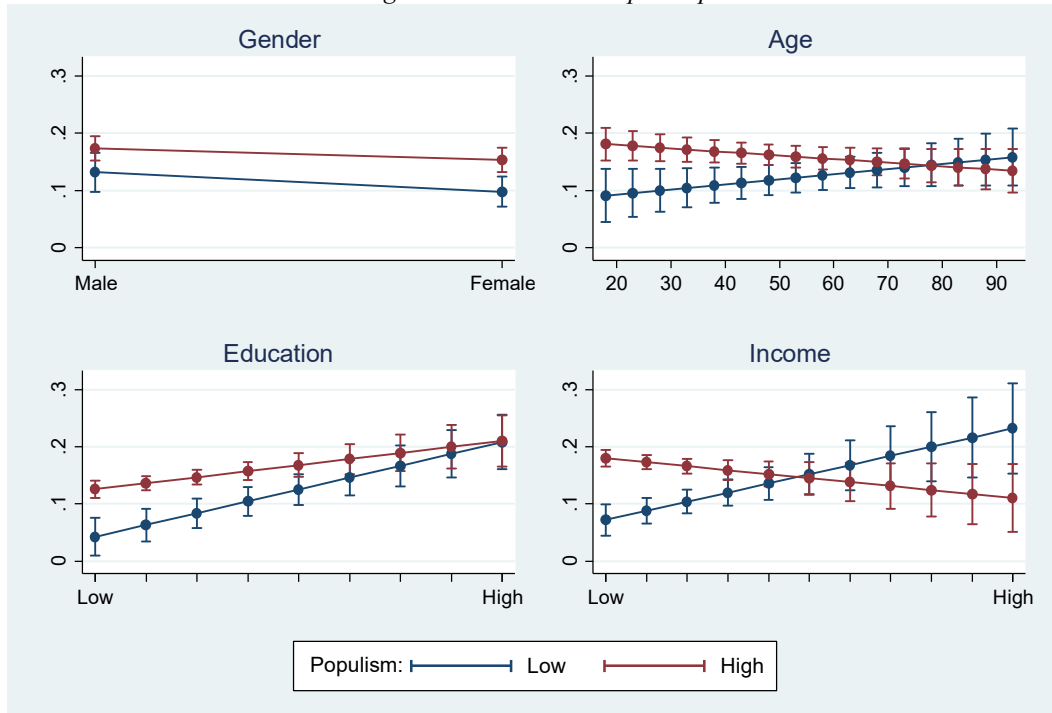 Gender Age
.3 .3
.2 .2
.1 .1
0 0
Male Female 20 30 40 50 60 70 80 90
Education Income
.3 .3
.2 .2
.1 .1
0 0
Low High Low High
Populism: Low High